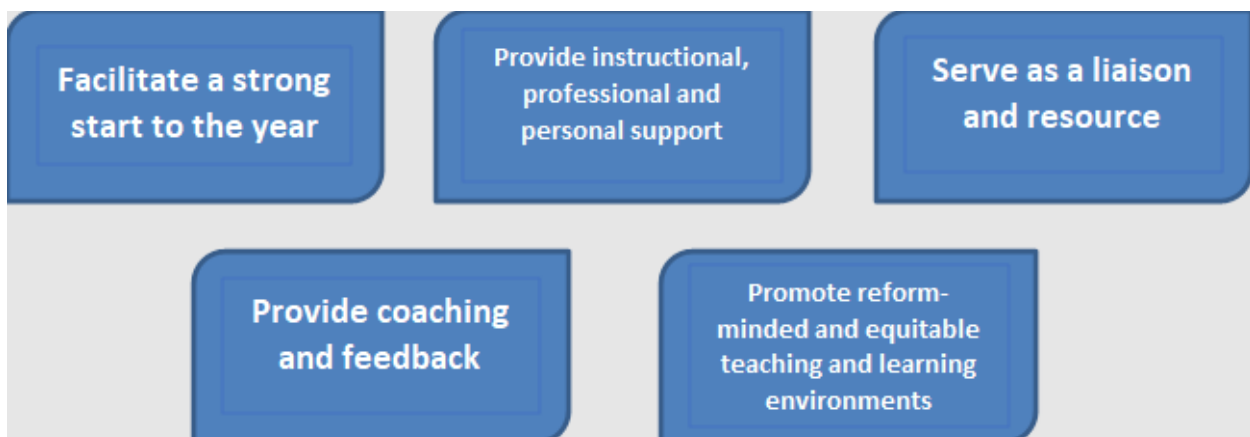 Facilitate a strong
start to the year
Provide instructional,
professional and
personal support
Serve as a liaison
and resource
Provide coaching
and feedback
Promote reform-
minded and equitable
teaching and learning
environments